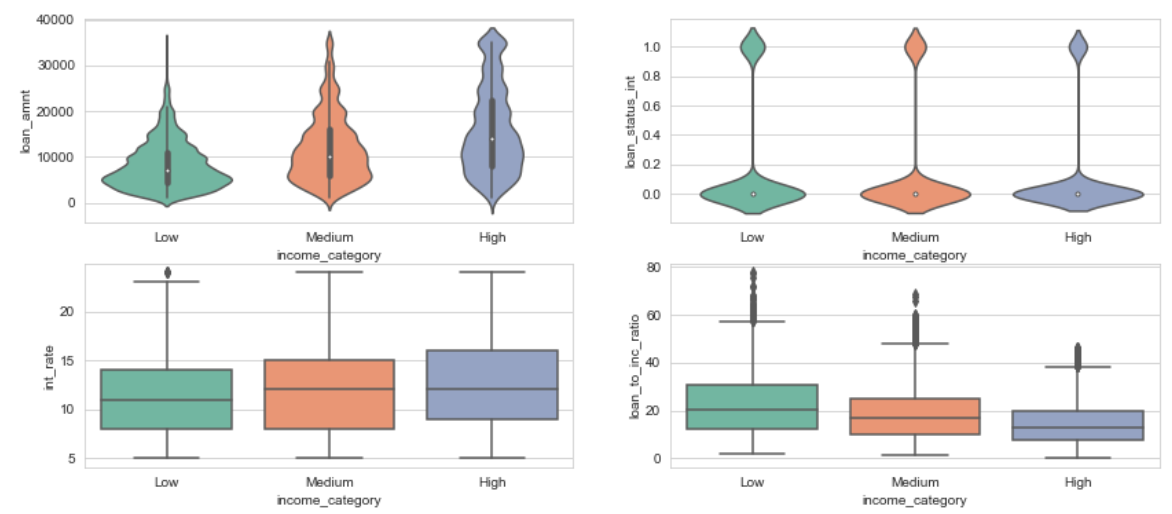 40000
30000
20000
10000
0
loan_amnt
Low Medium High
income_category
1.0
0.8
0.6
0.4
0.2
0.0
loan_status_int
Low Medium High
income_category
20
15
10
5
int_rate
Low Medium High
income_category
80
60
40
20
0
loan_to_inc_ratio
Low Medium High
income_category